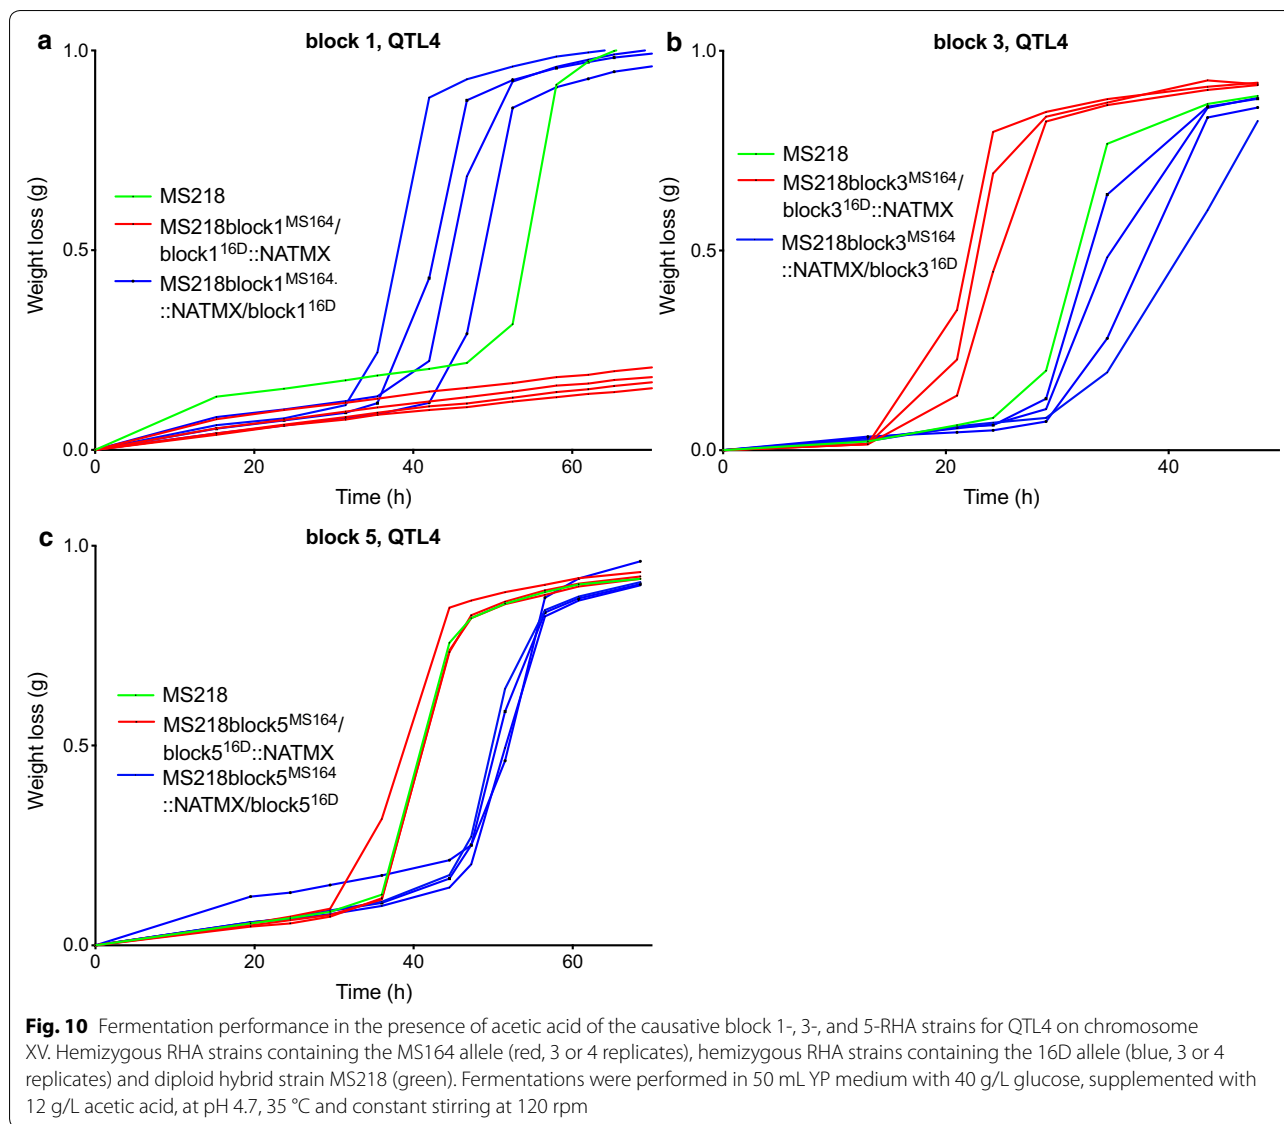 a
block 1, QTL4
1.0
0.5
0.0
Weight loss (g)
MS218
MS218block1MS164/
block116D::NATMX
MS218block1MS164.
::NATMX/block116D
0 20 40 60
Time (h)
b
block 3, QTL4
1.0
0.5
0.0
Weight loss (g)
MS218
MS218block3MS164/
block316D::NATMX
MS218block3MS164
::NATMX/block316D
0 20 40
Time (h)
c
block 5, QTL4
1.0
0.5
0.0
Weight loss (g)
MS218
MS218block5MS164/
block516D::NATMX
MS218block5MS164
::NATMX/block516D
0 20 40 60
Time (h)
Fig. 10 Fermentation performance in the presence of acetic acid of the causative block 1-, 3-, and 5-RHA strains for QTL4 on chromosome
XV. Hemizygous RHA strains containing the MS164 allele (red, 3 or 4 replicates), hemizygous RHA strains containing the 16D allele (blue, 3 or 4
replicates) and diploid hybrid strain MS218 (green). Fermentations were performed in 50 mL YP medium with 40 g/L glucose, supplemented with
12 g/L acetic acid, at pH 4.7, 35 °C and constant stirring at 120 rpm